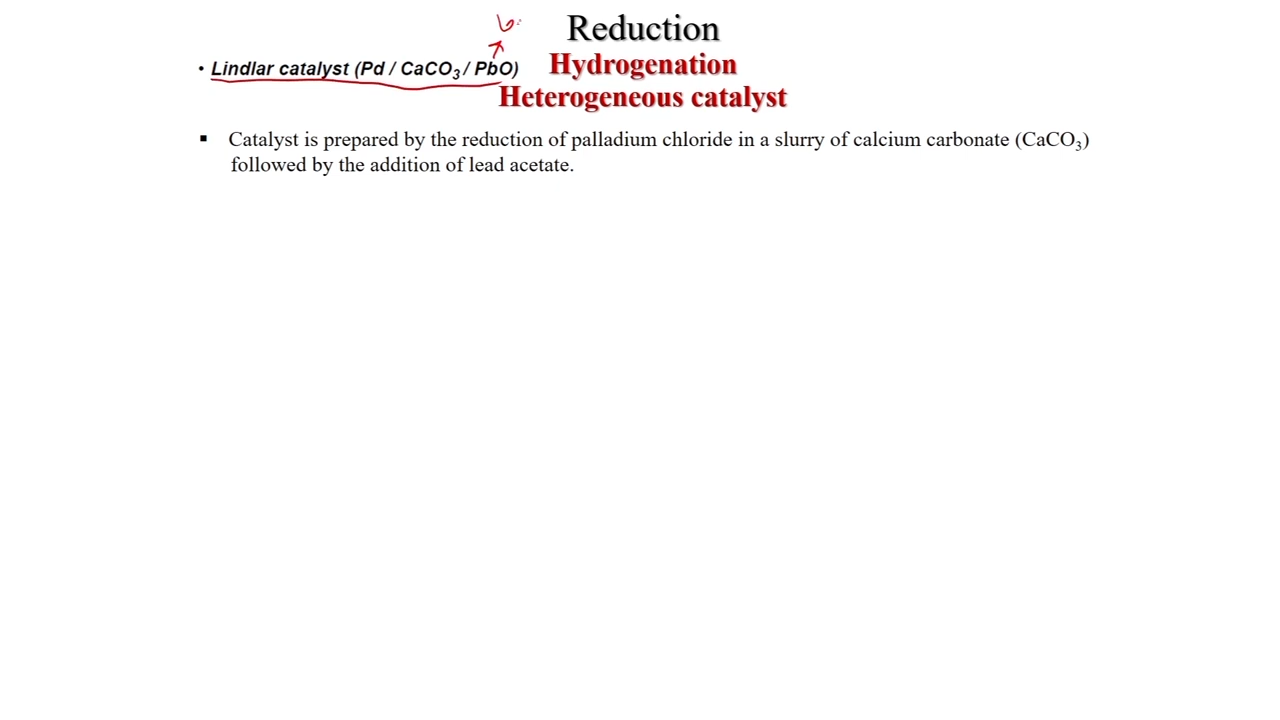 Reduction
• Lindlar catalyst (Pd / CaCO₃ / PbO)
Hydrogenation
Heterogeneous catalyst
▪ Catalyst is prepared by the reduction of palladium chloride in a slurry of calcium carbonate (CaCO₃)
followed by the addition of lead acetate.